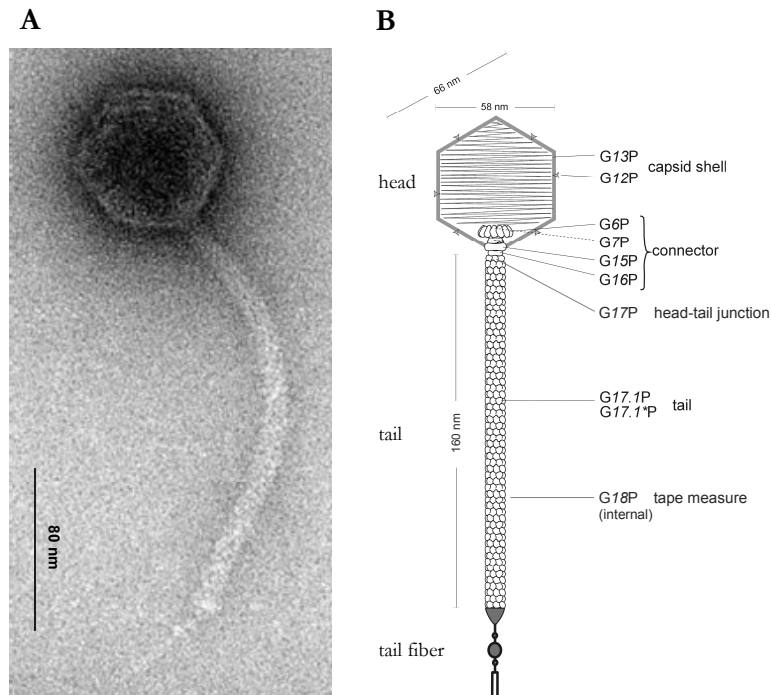 A
80 nm
B
66 nm
58 nm
head
G13P
G12P
capsid shell
G6P
G7P
G15P
G16P
connector
G17P head-tail junction
G17.1P
G17.1*P
tail
tail
160 nm
G18P tape measure
(internal)
tail fiber